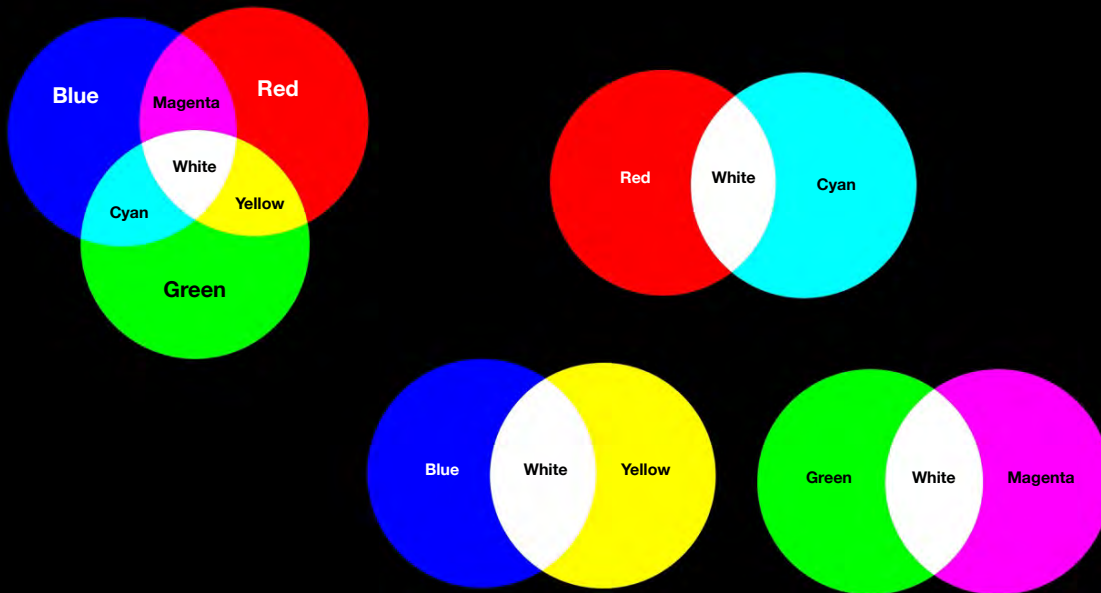 Blue
Red
Magenta
White
Cyan
Yellow
Green
Red
White
Cyan
Blue
White
Yellow
Green
White
Magenta